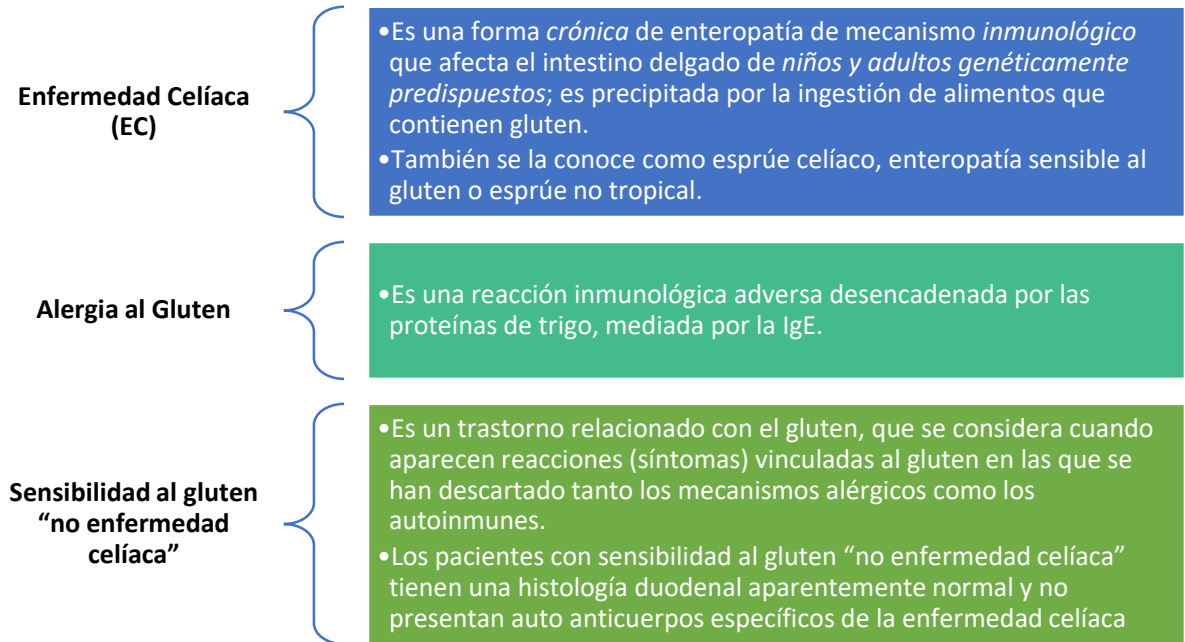 Enfermedad Celíaca
(EC)
•Es una forma crónica de enteropatía de mecanismo inmunológico
que afecta el intestino delgado de niños y adultos genéticamente
predispuestos; es precipitada por la ingestión de alimentos que
contienen gluten.
•También se la conoce como esprúe celíaco, enteropatía sensible al
gluten o esprúe no tropical.
Alergia al Gluten
•Es una reacción inmunológica adversa desencadenada por las
proteínas de trigo, mediada por la IgE.
Sensibilidad al gluten
“no enfermedad
celíaca”
•Es un trastorno relacionado con el gluten, que se considera cuando
aparecen reacciones (síntomas) vinculadas al gluten en las que se
han descartado tanto los mecanismos alérgicos como los
autoinmunes.
•Los pacientes con sensibilidad al gluten “no enfermedad celíaca”
tienen una histología duodenal aparentemente normal y no
presentan auto anticuerpos específicos de la enfermedad celíaca